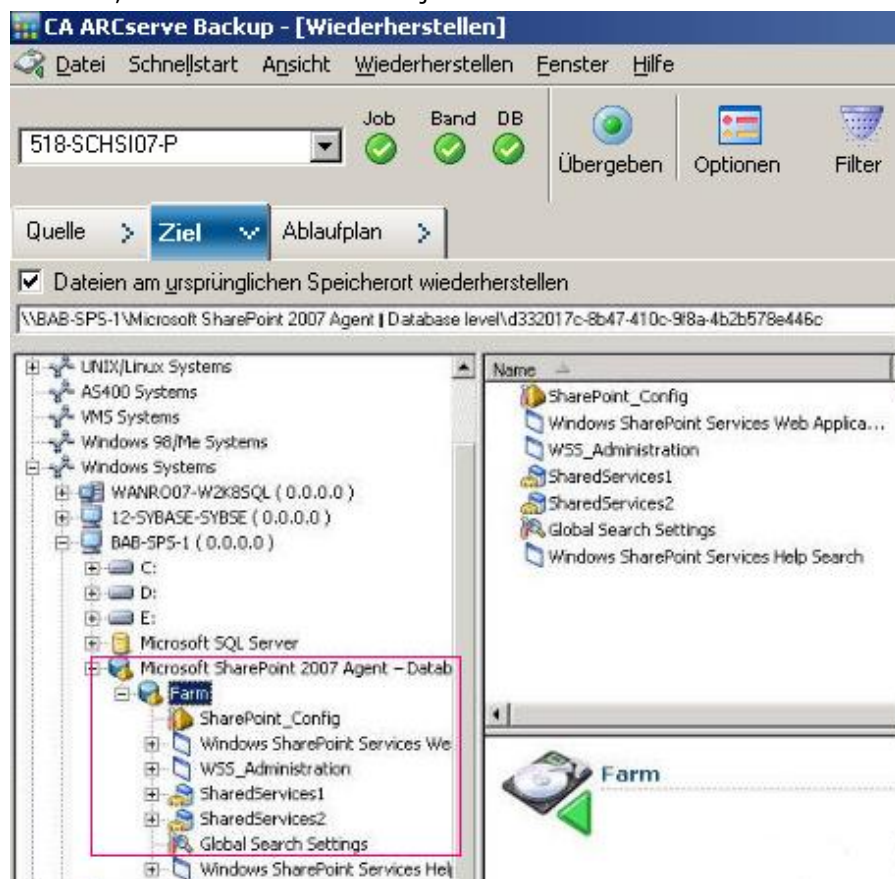 CA ARCserve Backup - [Wiederherstellen]
Datei Schnellstart Ansicht Wiederherstellen Fenster Hilfe
Job Band DB
518-SCHSI07-P
Übergeben Optionen Filter
Quelle Ziel Ablaufplan
Dateien am ursprünglichen Speicherort wiederherstellen
\\BAB-SPS-1\Microsoft SharePoint 2007 Agent | Database level\d332017c-8b47-410c-9f8a-4b2b578e446c
UNIX/Linux Systems
AS400 Systems
VMS Systems
Windows 98/Me Systems
Windows Systems
WANRO07-W2K8SQL ( 0.0.0.0 )
12-SYBASE-SYBSE ( 0.0.0.0 )
BAB-SPS-1 ( 0.0.0.0 )
C:
D:
E:
Microsoft SQL Server
Microsoft SharePoint 2007 Agent – Datab
Farm
SharePoint_Config
Windows SharePoint Services We
WSS_Administration
SharedServices1
SharedServices2
Global Search Settings
Windows SharePoint Services Hel
Name
SharePoint_Config
Windows SharePoint Services Web Applica...
WSS_Administration
SharedServices1
SharedServices2
Global Search Settings
Windows SharePoint Services Help Search
Farm